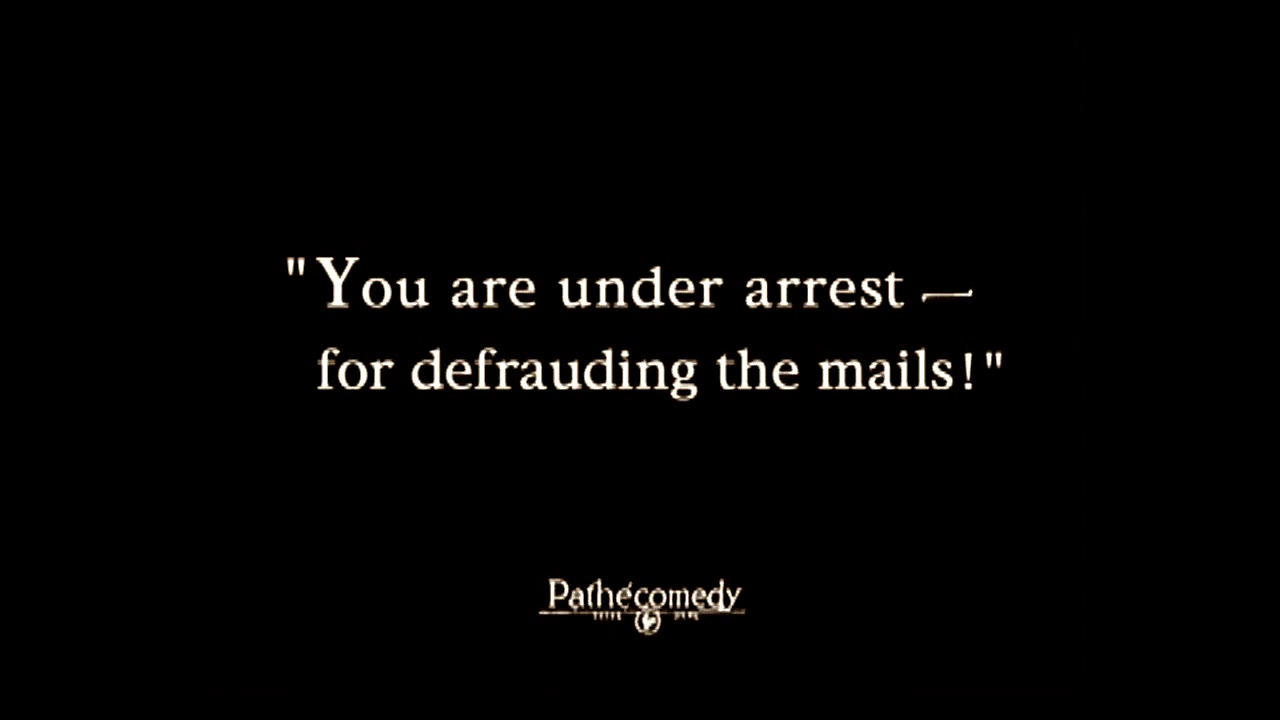 "You are under arrest —
for defrauding the mails!"
Pathécomedy